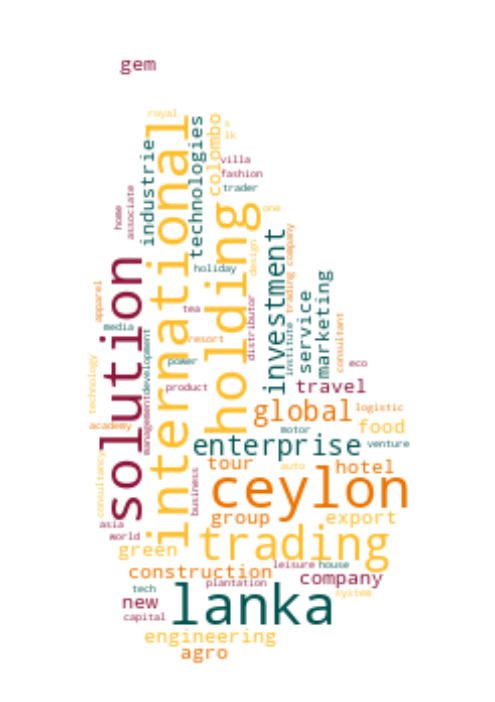 gem
royal
international
technologies
colombo
s
lk
industrie
villa
fashion
trader
associate
home
one
holding
investment
company
design
solution
holiday
service
marketing
trading
apparel
tea
distributor
institute
consultant
media
development
resort
power
eco
technology
management
product
travel
global
logistic
academy
motor
food
enterprise
venture
consultancy
tour
auto
hotel
business
ceylon
asia
group
export
world
trading
green
construction
leisure
house
company
tech
plantation
system
new
lanka
capital
engineering
agro